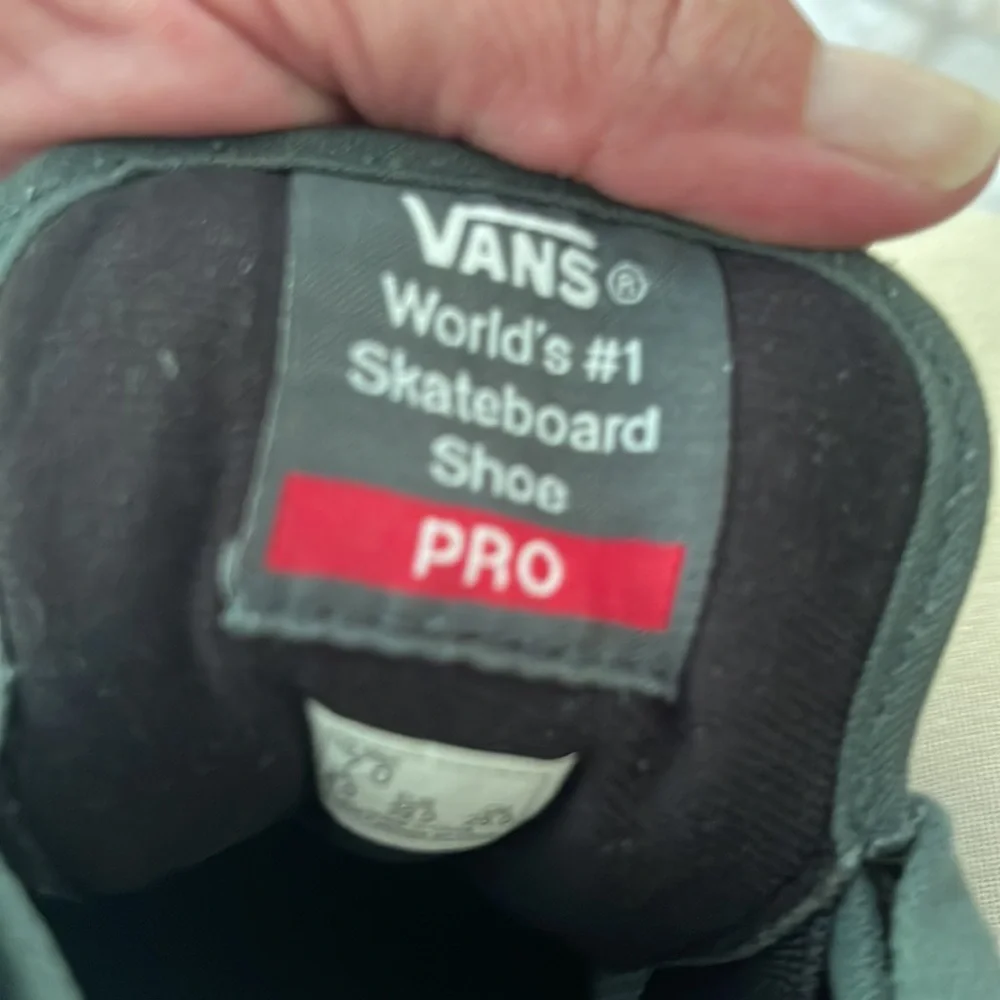 VANS®
World's #1
Skateboard
Shoe
PRO